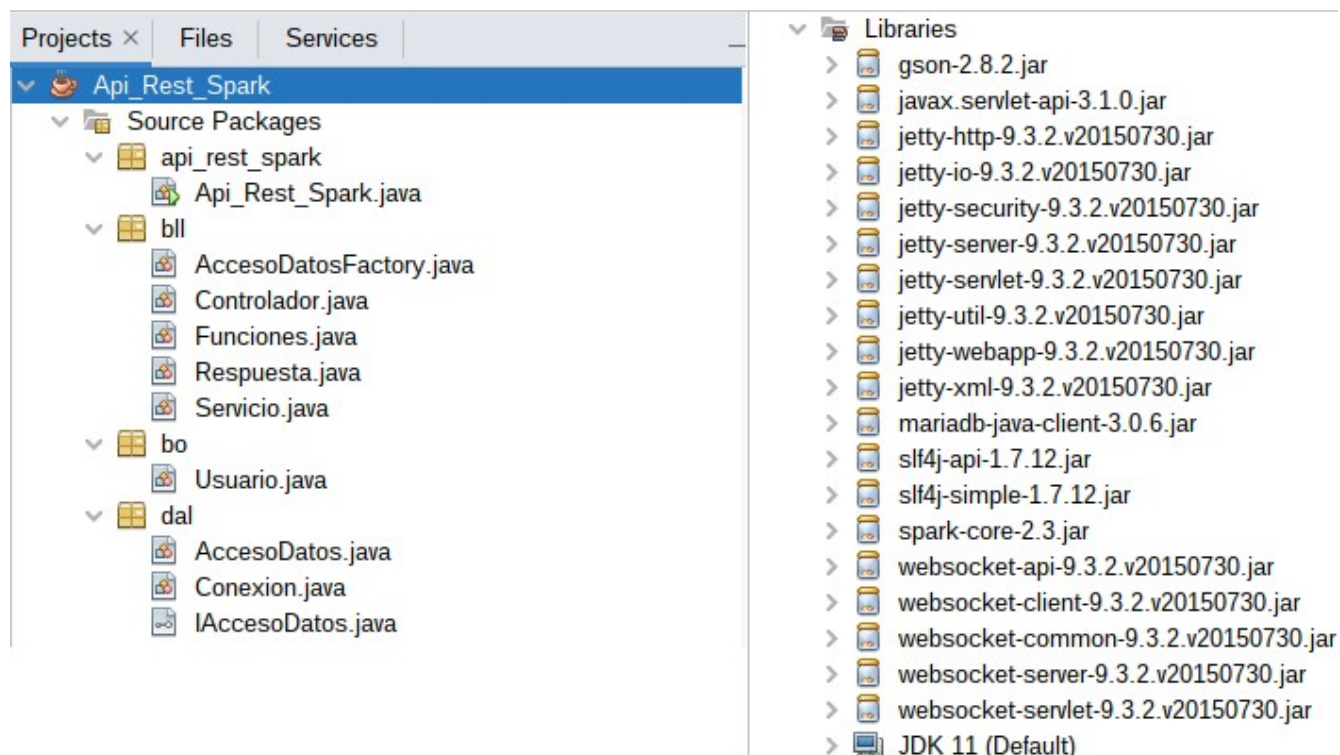 Projects × Files Services
Api_Rest_Spark
Source Packages
api_rest_spark
Api_Rest_Spark.java
bll
AccesoDatosFactory.java
Controlador.java
Funciones.java
Respuesta.java
Servicio.java
bo
Usuario.java
dal
AccesoDatos.java
Conexion.java
IAccesoDatos.java
Libraries
gson-2.8.2.jar
javax.servlet-api-3.1.0.jar
jetty-http-9.3.2.v20150730.jar
jetty-io-9.3.2.v20150730.jar
jetty-security-9.3.2.v20150730.jar
jetty-server-9.3.2.v20150730.jar
jetty-servlet-9.3.2.v20150730.jar
jetty-util-9.3.2.v20150730.jar
jetty-webapp-9.3.2.v20150730.jar
jetty-xml-9.3.2.v20150730.jar
mariadb-java-client-3.0.6.jar
slf4j-api-1.7.12.jar
slf4j-simple-1.7.12.jar
spark-core-2.3.jar
websocket-api-9.3.2.v20150730.jar
websocket-client-9.3.2.v20150730.jar
websocket-common-9.3.2.v20150730.jar
websocket-server-9.3.2.v20150730.jar
websocket-servlet-9.3.2.v20150730.jar
JDK 11 (Default)